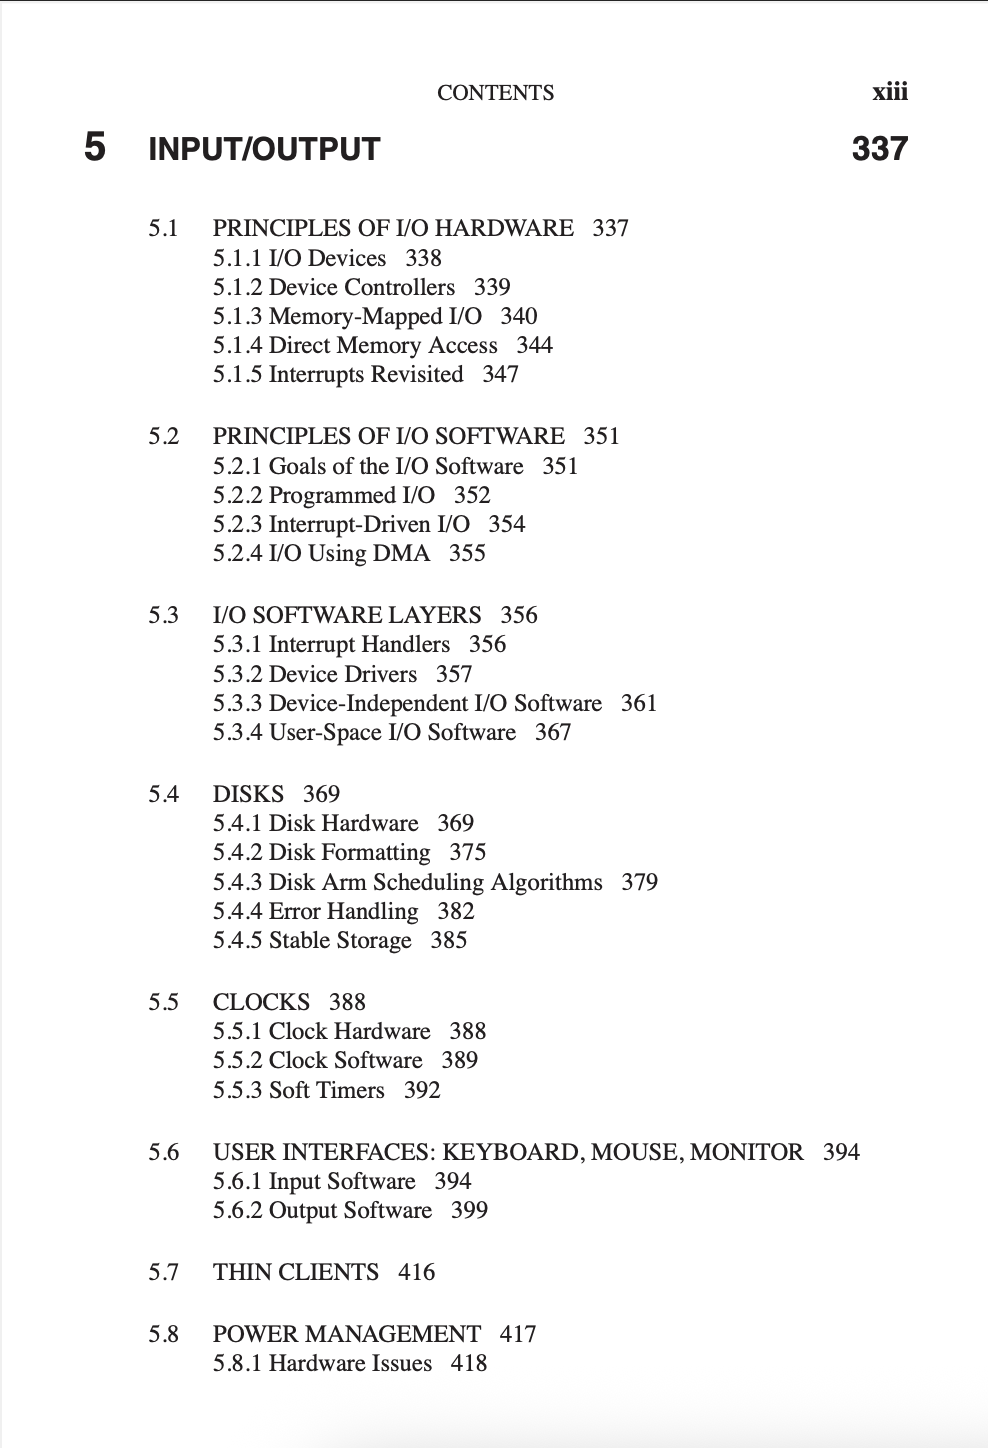 CONTENTS xiii
5 INPUT/OUTPUT 337
5.1 PRINCIPLES OF I/O HARDWARE 337
5.1.1 I/O Devices 338
5.1.2 Device Controllers 339
5.1.3 Memory-Mapped I/O 340
5.1.4 Direct Memory Access 344
5.1.5 Interrupts Revisited 347
5.2 PRINCIPLES OF I/O SOFTWARE 351
5.2.1 Goals of the I/O Software 351
5.2.2 Programmed I/O 352
5.2.3 Interrupt-Driven I/O 354
5.2.4 I/O Using DMA 355
5.3 I/O SOFTWARE LAYERS 356
5.3.1 Interrupt Handlers 356
5.3.2 Device Drivers 357
5.3.3 Device-Independent I/O Software 361
5.3.4 User-Space I/O Software 367
5.4 DISKS 369
5.4.1 Disk Hardware 369
5.4.2 Disk Formatting 375
5.4.3 Disk Arm Scheduling Algorithms 379
5.4.4 Error Handling 382
5.4.5 Stable Storage 385
5.5 CLOCKS 388
5.5.1 Clock Hardware 388
5.5.2 Clock Software 389
5.5.3 Soft Timers 392
5.6 USER INTERFACES: KEYBOARD, MOUSE, MONITOR 394
5.6.1 Input Software 394
5.6.2 Output Software 399
5.7 THIN CLIENTS 416
5.8 POWER MANAGEMENT 417
5.8.1 Hardware Issues 418